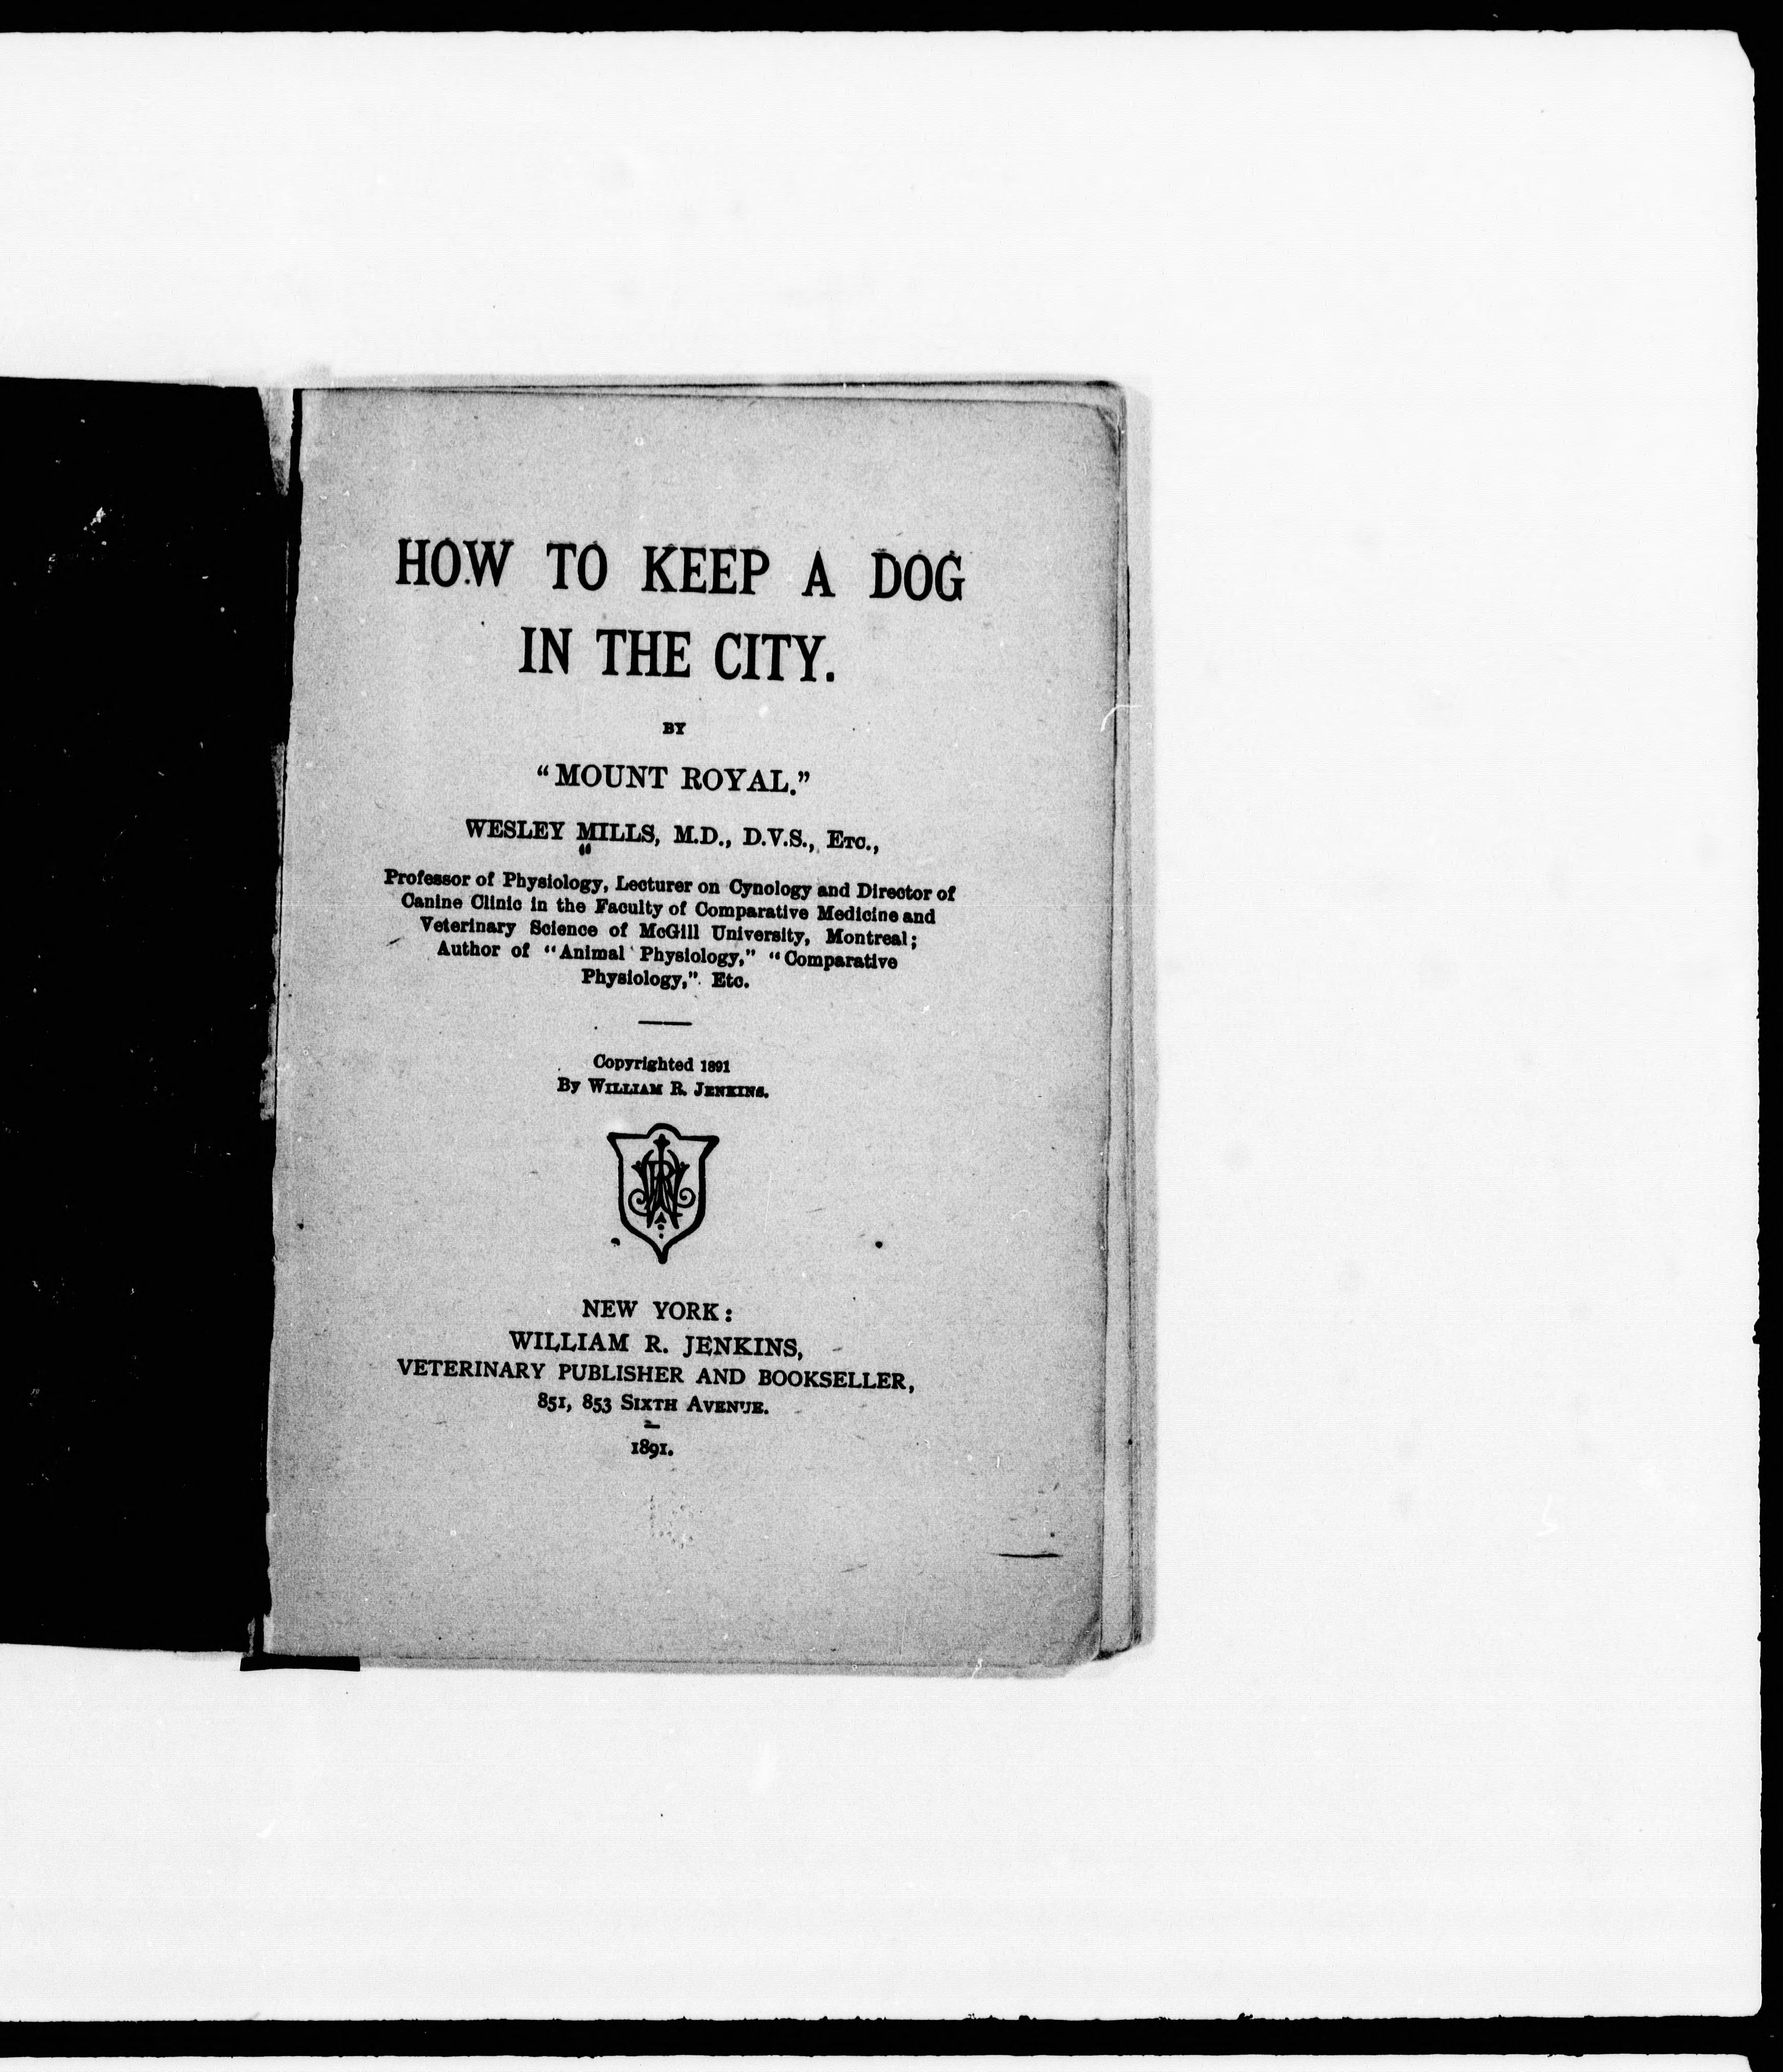 HOW TO KEEP A DOG
IN THE CITY.
BY
“MOUNT ROYAL.”
WESLEY MILLS, M.D., D.V.S., ETC.,
Professor of Physiology, Lecturer on Cynology and Director of
Canine Clinic in the Faculty of Comparative Medicine and
Veterinary Science of McGill University, Montreal;
Author of “Animal Physiology,” “Comparative
Physiology,” Etc.
Copyrighted 1891
By WILLIAM R. JENKINS.
NEW YORK:
WILLIAM R. JENKINS,
VETERINARY PUBLISHER AND BOOKSELLER,
851, 853 SIXTH AVENUE.
1891.